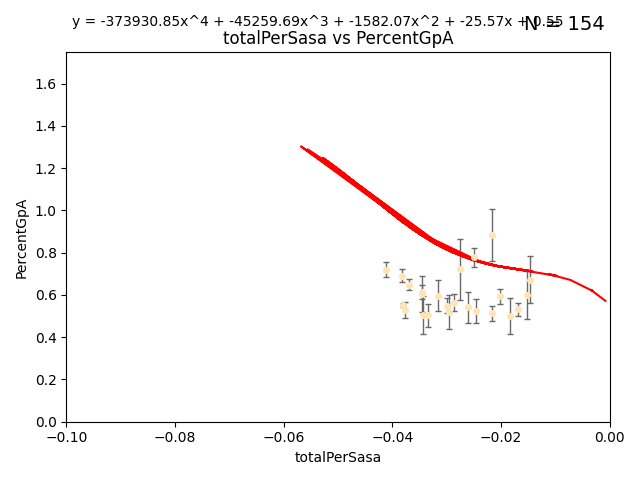 y = -373930.85x^4 + -45259.69x^3 + -1582.07x^2 + -25.57x + 0.55
N = 154
totalPerSasa vs PercentGpA
PercentGpA
1.6
1.4
1.2
1.0
0.8
0.6
0.4
0.2
0.0
−0.10 −0.08 −0.06 −0.04 −0.02 0.00
totalPerSasa